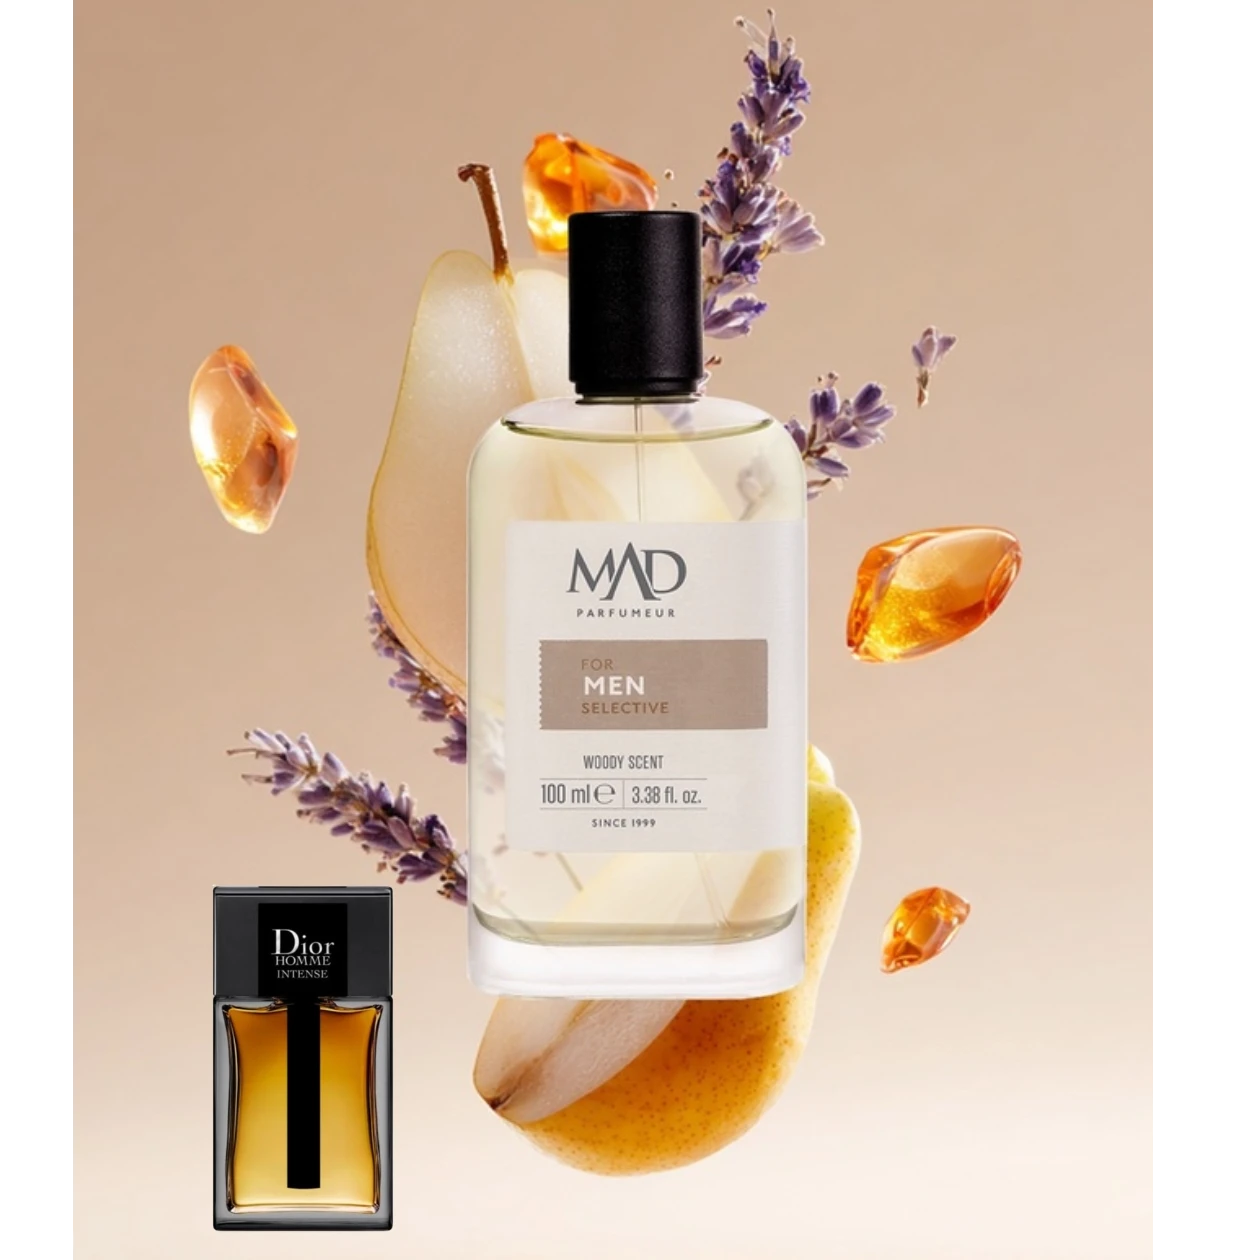 MAD
PARFUMEUR
FOR
MEN
SELECTIVE
WOODY SCENT
100 ml ℮ 3.38 fl. oz.
SINCE 1999
Dior
HOMME
INTENSE